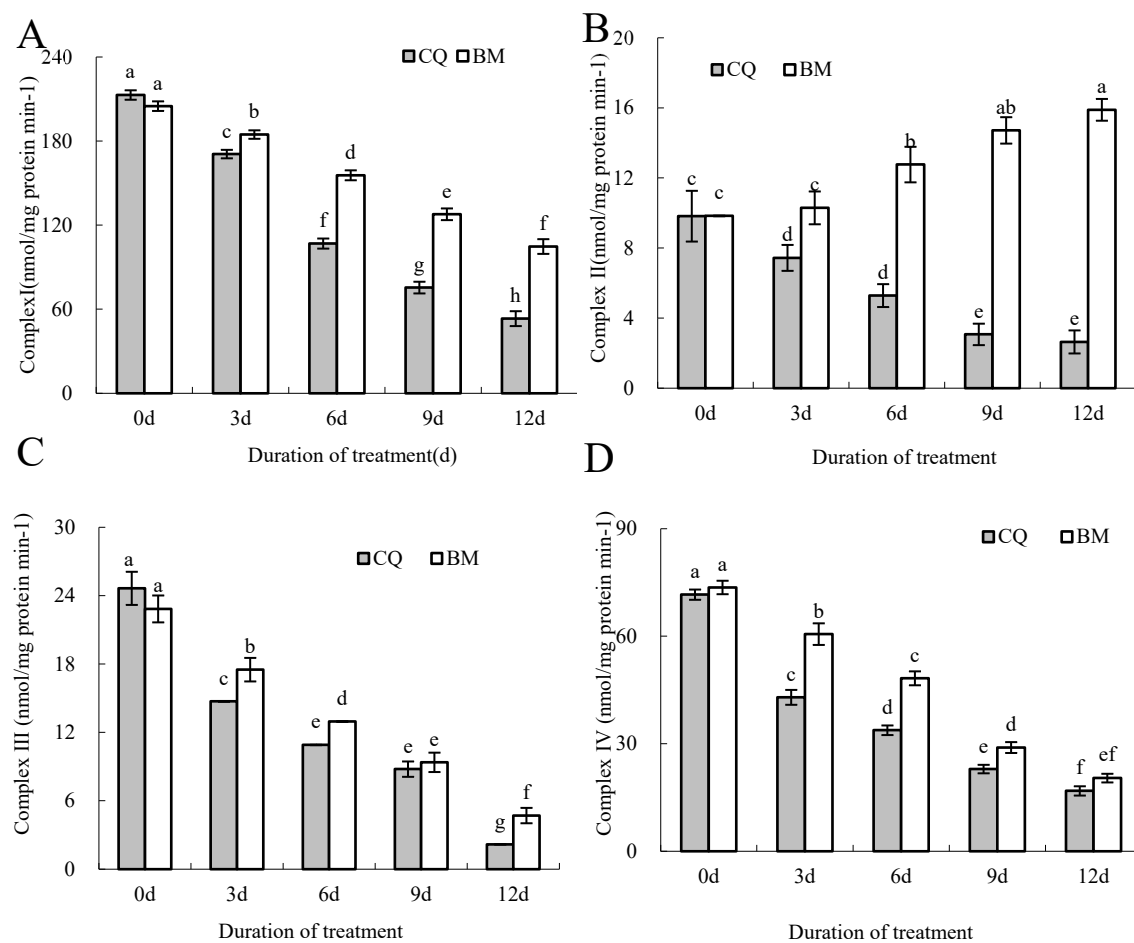 A
ComplexI(nmol/mg protein min-1)
240
180
120
60
0
CQ BM
a a
c b
f d
g e
h f
0d 3d 6d 9d 12d
Duration of treatment(d)
B
Complex II(nmol/mg protein min-1)
20
16
12
8
4
0
CQ BM
c c
d c
d b
e ab
e a
0d 3d 6d 9d 12d
Duration of treatment
C
Complex III (nmol/mg protein min-1)
30
24
18
12
6
0
CQ BM
a a
c b
e d
e e
g f
0d 3d 6d 9d 12d
Duration of treatment
D
Complex IV (nmol/mg protein min-1)
90
60
30
0
CQ BM
a a
c b
d c
e d
f ef
0d 3d 6d 9d 12d
Duration of treatment